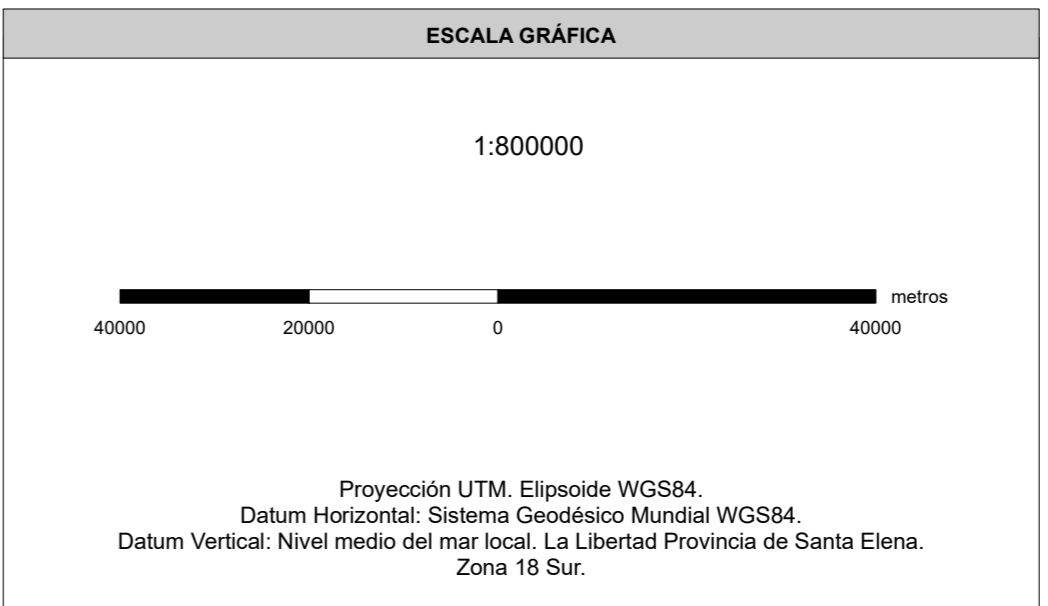 ESCALA GRÁFICA
1:800000
metros
40000 20000 0 40000
Proyección UTM. Elipsoide WGS84.
Datum Horizontal: Sistema Geodésico Mundial WGS84.
Datum Vertical: Nivel medio del mar local. La Libertad Provincia de Santa Elena.
Zona 18 Sur.